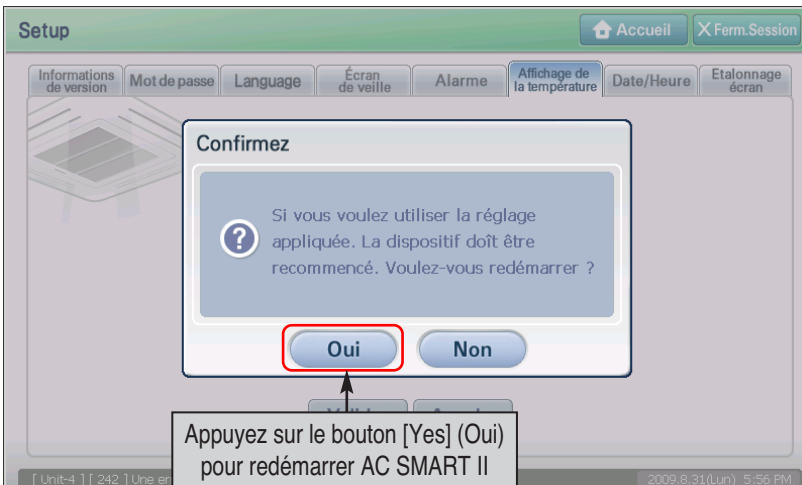 Setup
Accueil
X Ferm.Session
Informations
de version
Mot de passe
Language
Écran
de veille
Alarme
Affichage de
la température
Date/Heure
Etalonnage
écran
Confirmez
Si vous voulez utiliser la réglage
appliquée. La dispositif doît être
recommencé. Voulez-vous redémarrer ?
Oui
Non
Appuyez sur le bouton [Yes] (Oui)
pour redémarrer AC SMART II
[ Unit-4 ] [ 242 ] Une
2009.8.31(Lun) 5:56 PM